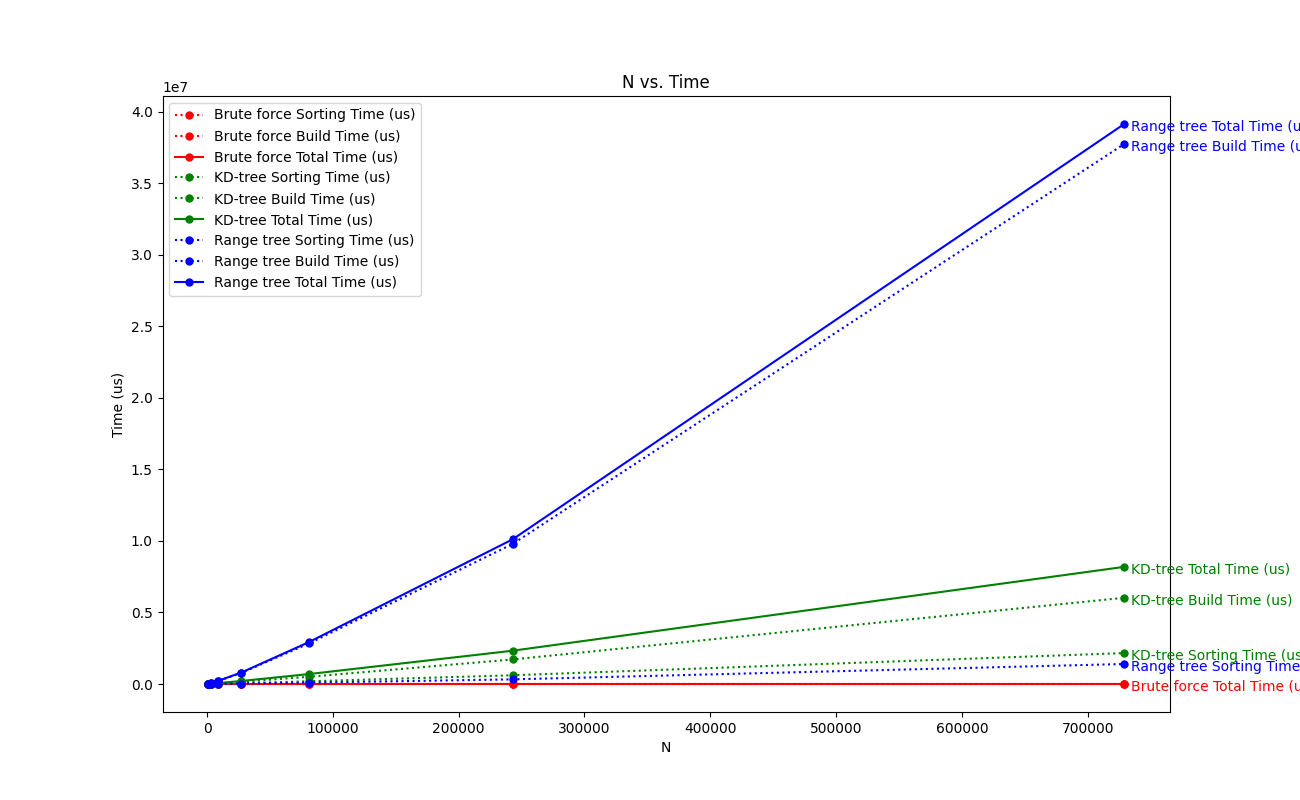 N vs. Time
1e7
4.0
3.5
3.0
2.5
2.0
1.5
1.0
0.5
0.0
Time (us)
Brute force Sorting Time (us)
Brute force Build Time (us)
Brute force Total Time (us)
KD-tree Sorting Time (us)
KD-tree Build Time (us)
KD-tree Total Time (us)
Range tree Sorting Time (us)
Range tree Build Time (us)
Range tree Total Time (us)
Range tree Total Time (u
Range tree Build Time (u
KD-tree Total Time (us)
KD-tree Build Time (us)
KD-tree Sorting Time (us
Range tree Sorting Time
Brute force Total Time (u
0 100000 200000 300000 400000 500000 600000 700000
N